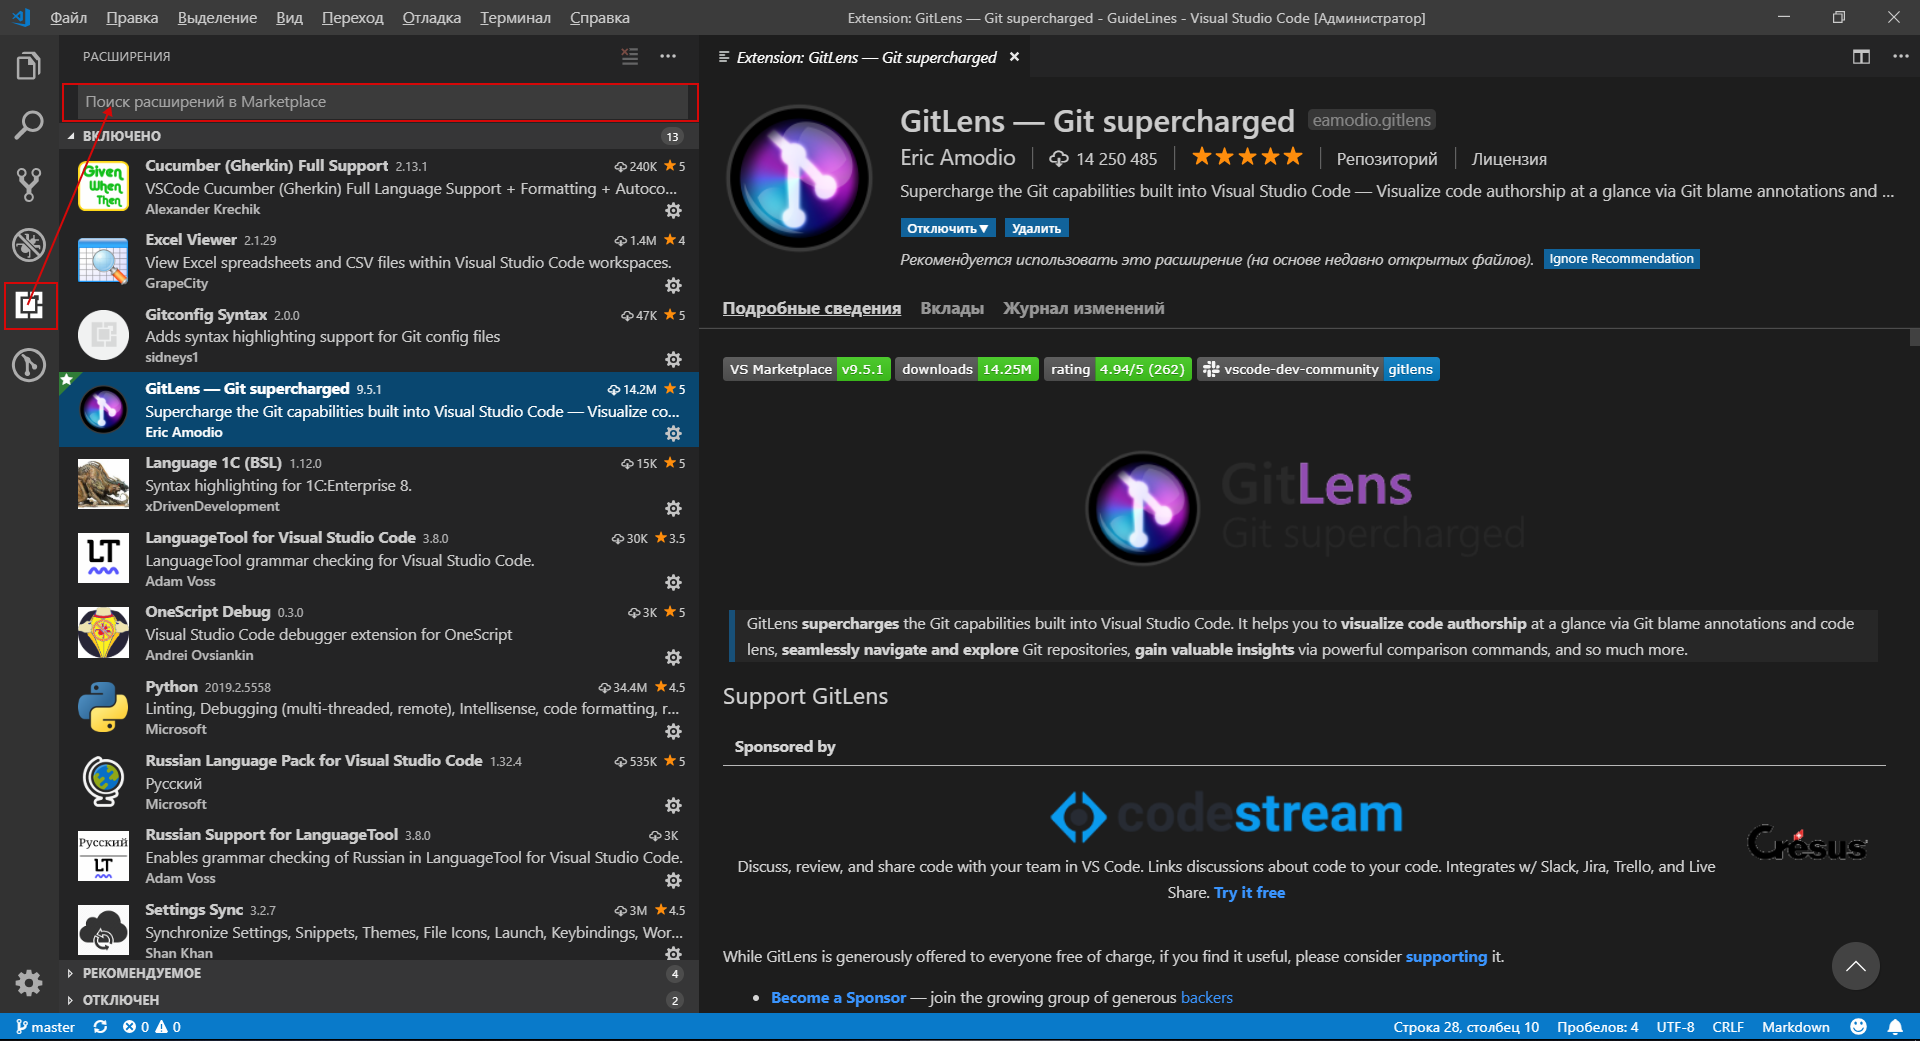 Файл Правка Выделение Вид Переход Отладка Терминал Справка
Extension: GitLens — Git supercharged - GuideLines - Visual Studio Code [Администратор]
РАСШИРЕНИЯ
Поиск расширений в Marketplace
ВКЛЮЧЕНО 13
Given When Then
Cucumber (Gherkin) Full Support 2.13.1 240K ★5
VSCode Cucumber (Gherkin) Full Language Support + Formatting + Autoco...
Alexander Krechik
Excel Viewer 2.1.29 1.4M ★4
View Excel spreadsheets and CSV files within Visual Studio Code workspaces.
GrapeCity
Gitconfig Syntax 2.0.0 47K ★5
Adds syntax highlighting support for Git config files
sidneys1
GitLens — Git supercharged 9.5.1 14.2M ★5
Supercharge the Git capabilities built into Visual Studio Code — Visualize co...
Eric Amodio
Language 1C (BSL) 1.12.0 15K ★5
Syntax highlighting for 1C:Enterprise 8.
xDrivenDevelopment
LT
LanguageTool for Visual Studio Code 3.8.0 30K ★3.5
LanguageTool grammar checking for Visual Studio Code.
Adam Voss
OneScript Debug 0.3.0 3K ★5
Visual Studio Code debugger extension for OneScript
Andrei Ovsiankin
Python 2019.2.5558 34.4M ★4.5
Linting, Debugging (multi-threaded, remote), Intellisense, code formatting, r...
Microsoft
Russian Language Pack for Visual Studio Code 1.32.4 535K ★5
Русский
Microsoft
Русский
LT
Russian Support for LanguageTool 3.8.0 3K
Enables grammar checking of Russian in LanguageTool for Visual Studio Code.
Adam Voss
Settings Sync 3.2.7 3M ★4.5
Synchronize Settings, Snippets, Themes, File Icons, Launch, Keybindings, Wor...
Shan Khan
РЕКОМЕНДУЕМОЕ 4
ОТКЛЮЧЕН 2
Extension: GitLens — Git supercharged ×
GitLens — Git supercharged eamodio.gitlens
Eric Amodio 14 250 485 ★★★★★ Репозиторий Лицензия
Supercharge the Git capabilities built into Visual Studio Code — Visualize code authorship at a glance via Git blame annotations and ...
Отключить▼ Удалить
Рекомендуется использовать это расширение (на основе недавно открытых файлов). Ignore Recommendation
Подробные сведения Вклады Журнал изменений
VS Marketplace v9.5.1 downloads 14.25M rating 4.94/5 (262) vscode-dev-community gitlens
GitLens
Git supercharged
GitLens supercharges the Git capabilities built into Visual Studio Code. It helps you to visualize code authorship at a glance via Git blame annotations and code
lens, seamlessly navigate and explore Git repositories, gain valuable insights via powerful comparison commands, and so much more.
Support GitLens
Sponsored by
codestream
Crésus
Discuss, review, and share code with your team in VS Code. Links discussions about code to your code. Integrates w/ Slack, Jira, Trello, and Live
Share. Try it free
While GitLens is generously offered to everyone free of charge, if you find it useful, please consider supporting it.
• Become a Sponsor — join the growing group of generous backers
master 0 0 Строка 28, столбец 10 Пробелов: 4 UTF-8 CRLF Markdown